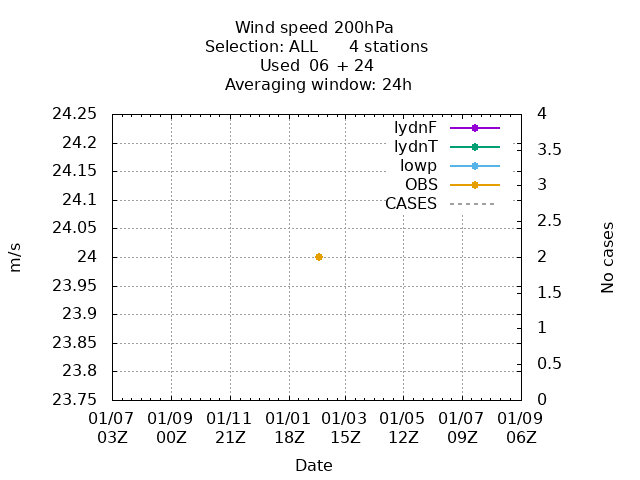 Wind speed 200hPa
Selection: ALL 4 stations
Used 06 + 24
Averaging window: 24h
24.25
24.2
24.15
24.1
24.05
24
23.95
23.9
23.85
23.8
23.75
m/s
lydnF
lydnT
lowp
OBS
CASES
4
3.5
3
2.5
2
1.5
1
0.5
0
No cases
01/07 01/09 01/11 01/01 01/03 01/05 01/07 01/09
03Z 00Z 21Z 18Z 15Z 12Z 09Z 06Z
Date